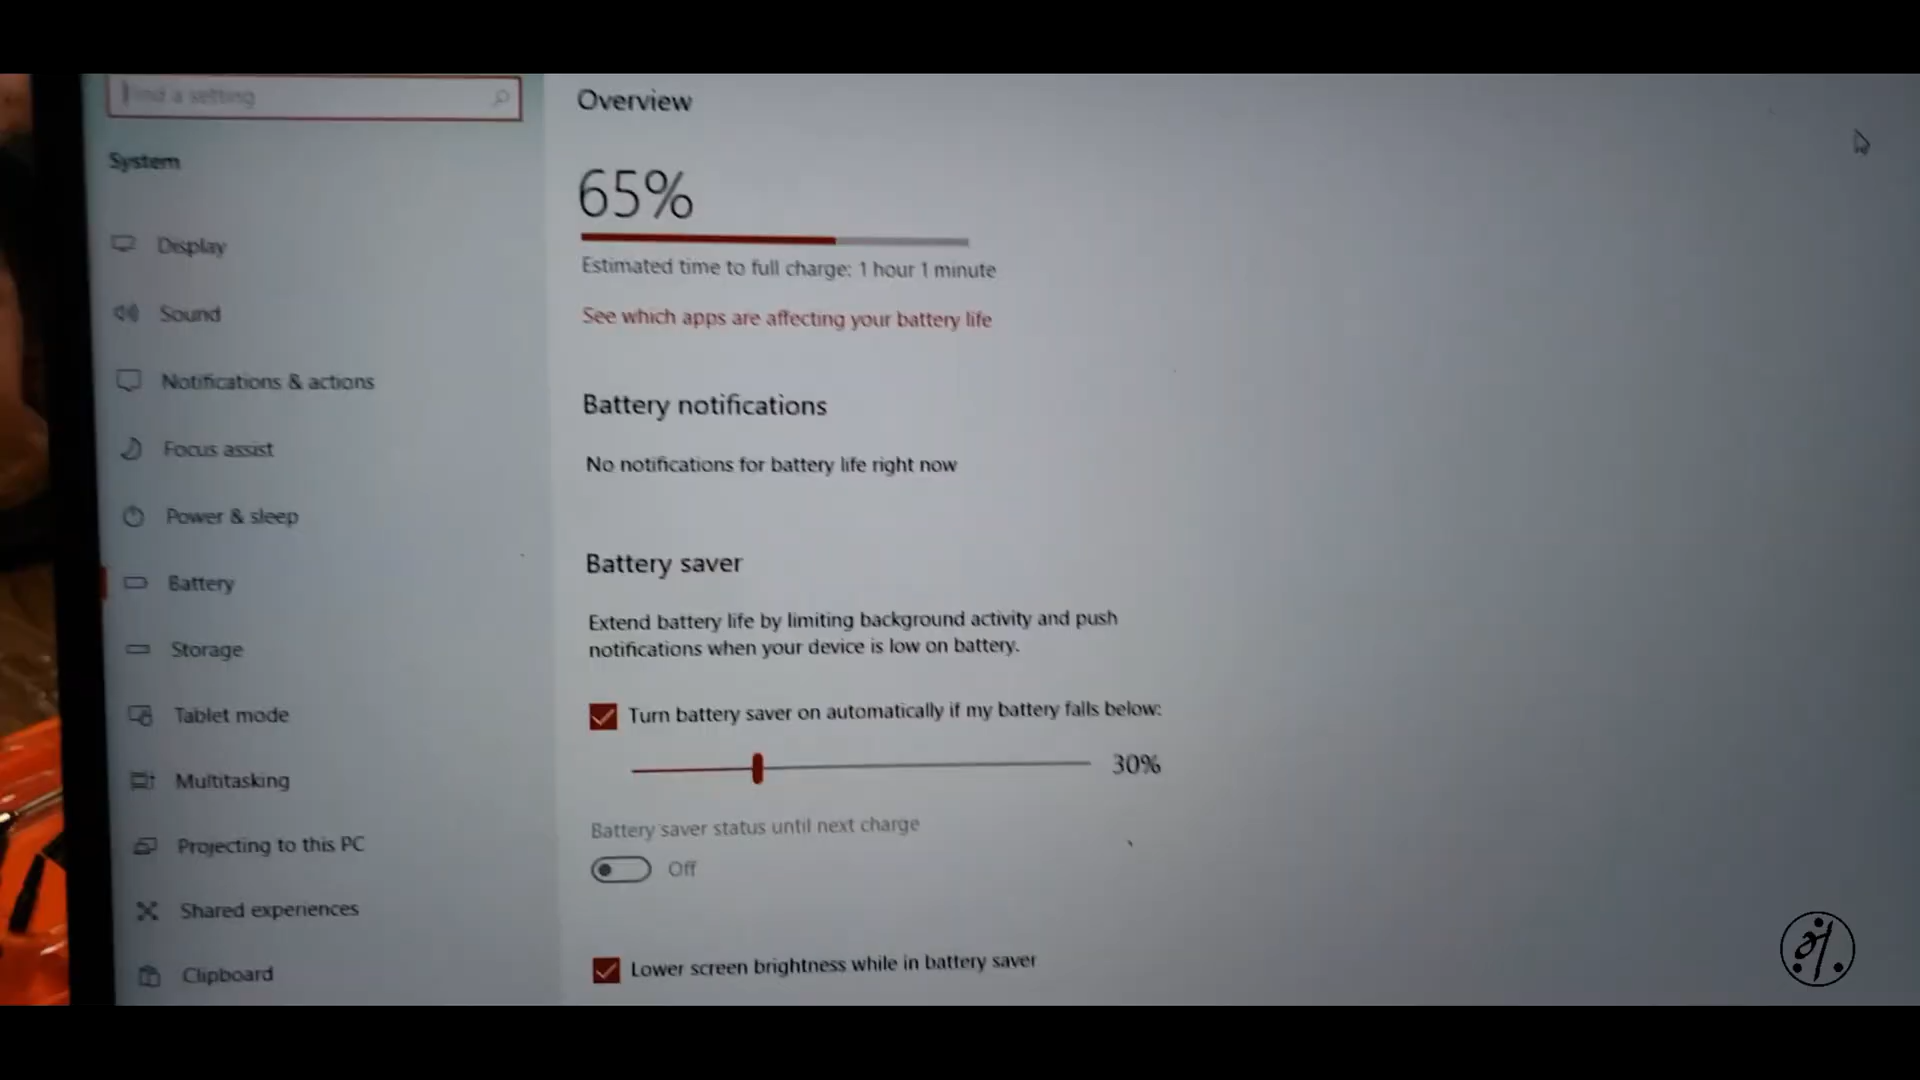 Find a setting
System
Display
Sound
Notifications & actions
Focus assist
Power & sleep
Battery
Storage
Tablet mode
Multitasking
Projecting to this PC
Shared experiences
Clipboard
Overview
65%
Estimated time to full charge: 1 hour 1 minute
See which apps are affecting your battery life
Battery notifications
No notifications for battery life right now
Battery saver
Extend battery life by limiting background activity and push
notifications when your device is low on battery.
Turn battery saver on automatically if my battery falls below:
30%
Battery saver status until next charge
Off
Lower screen brightness while in battery saver